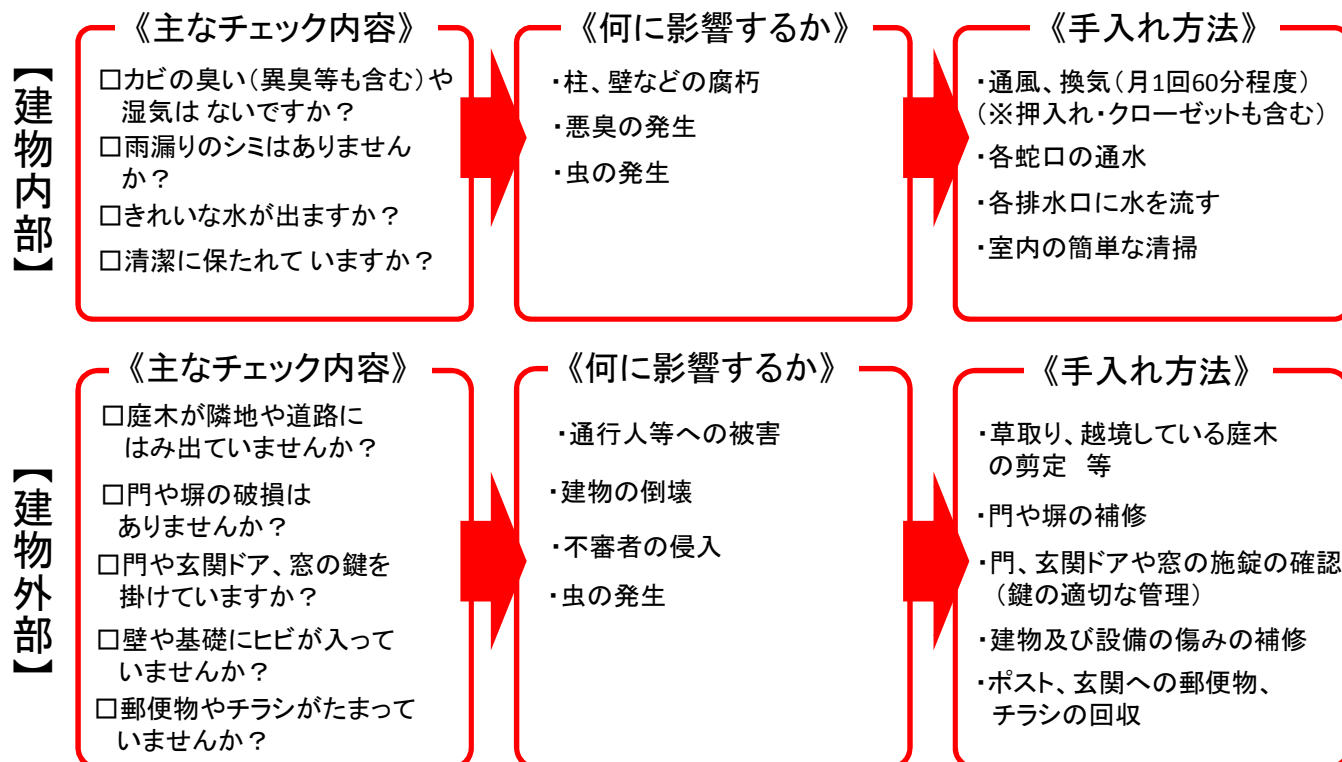 【建物内部】
《主なチェック内容》
□カビの臭い(異臭等も含む)や
湿気は ないですか?
□雨漏りのシミはありません
か?
□きれいな水が出ますか?
□清潔に保たれて いますか?
《何に影響するか》
・柱、壁などの腐朽
・悪臭の発生
・虫の発生
《手入れ方法》
・通風、換気(月1回60分程度)
(※押入れ・クローゼットも含む)
・各蛇口の通水
・各排水口に水を流す
・室内の簡単な清掃
【建物外部】
《主なチェック内容》
□庭木が隣地や道路に
はみ出ていませんか?
□門や塀の破損は
ありませんか?
□門や玄関ドア、窓の鍵を
掛けていますか?
□壁や基礎にヒビが入って
いませんか?
□郵便物やチラシがたまって
いませんか?
《何に影響するか》
・通行人等への被害
・建物の倒壊
・不審者の侵入
・虫の発生
《手入れ方法》
・草取り、越境している庭木
の剪定 等
・門や塀の補修
・門、玄関ドアや窓の施錠の確認
(鍵の適切な管理)
・建物及び設備の傷みの補修
・ポスト、玄関への郵便物、
チラシの回収